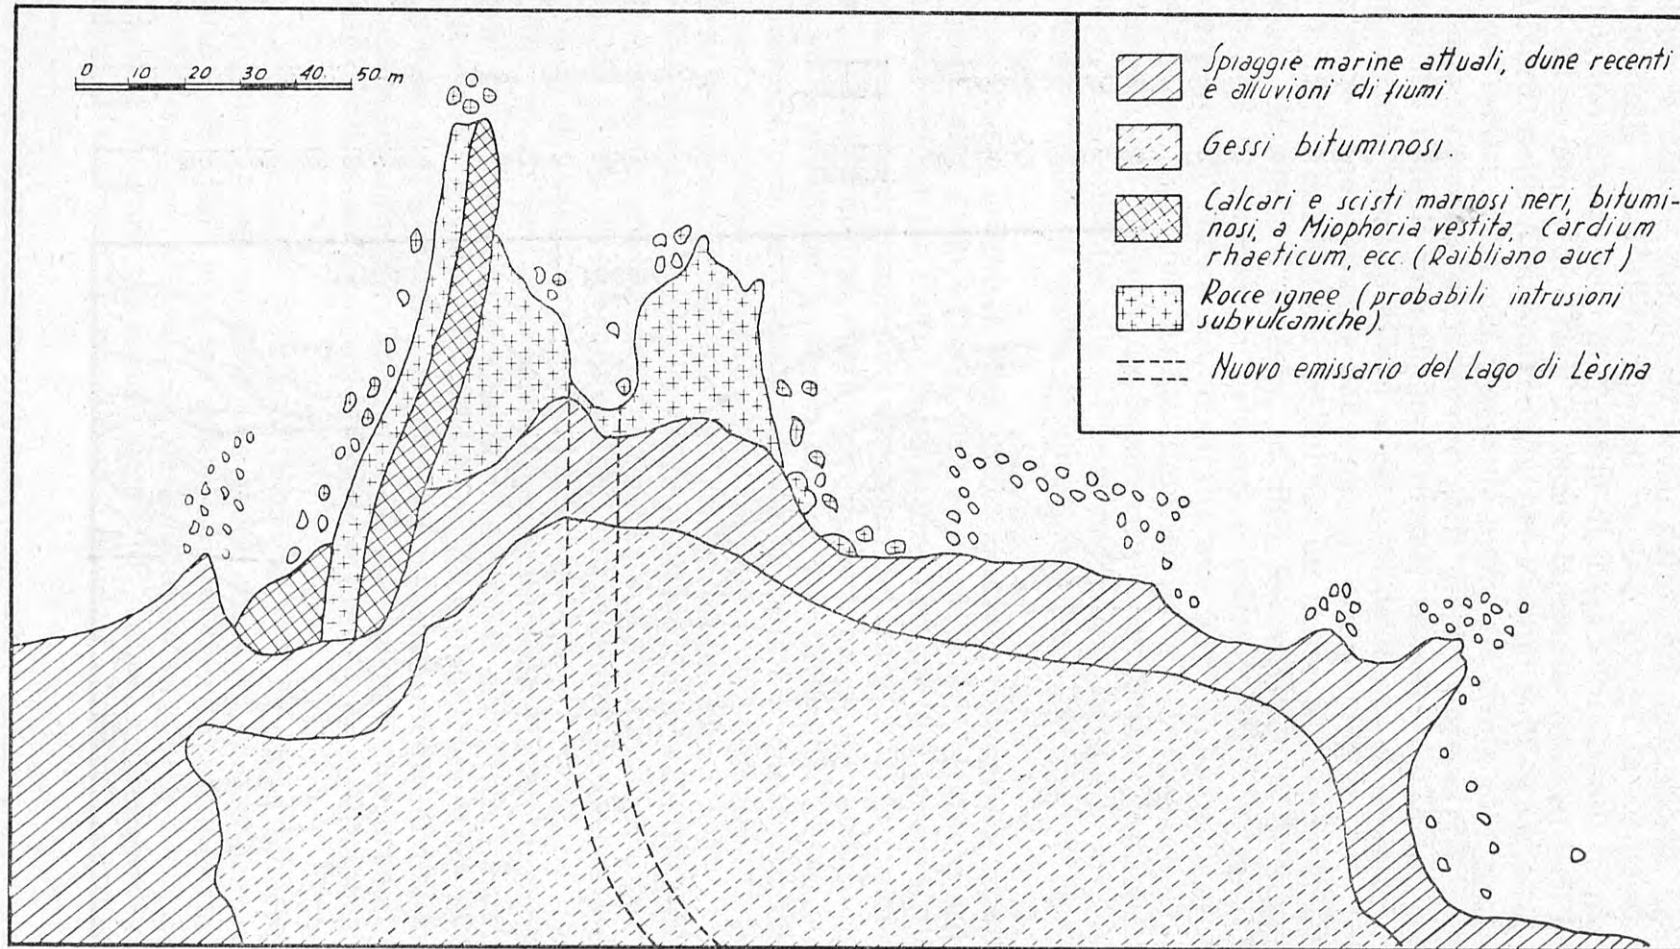 0 10 20 30 40 50 m
Spiaggie marine attuali, dune recenti
e alluvioni di fiumi
Gessi bituminosi.
Calcari e scisti marnosi neri, bitumi-
nosi, a Miophoria vestita, Cardium
rhaeticum, ecc. (Raibliano auct)
Rocce ignee (probabili intrusioni
subvulcaniche).
Nuovo emissario del Lago di Lèsina